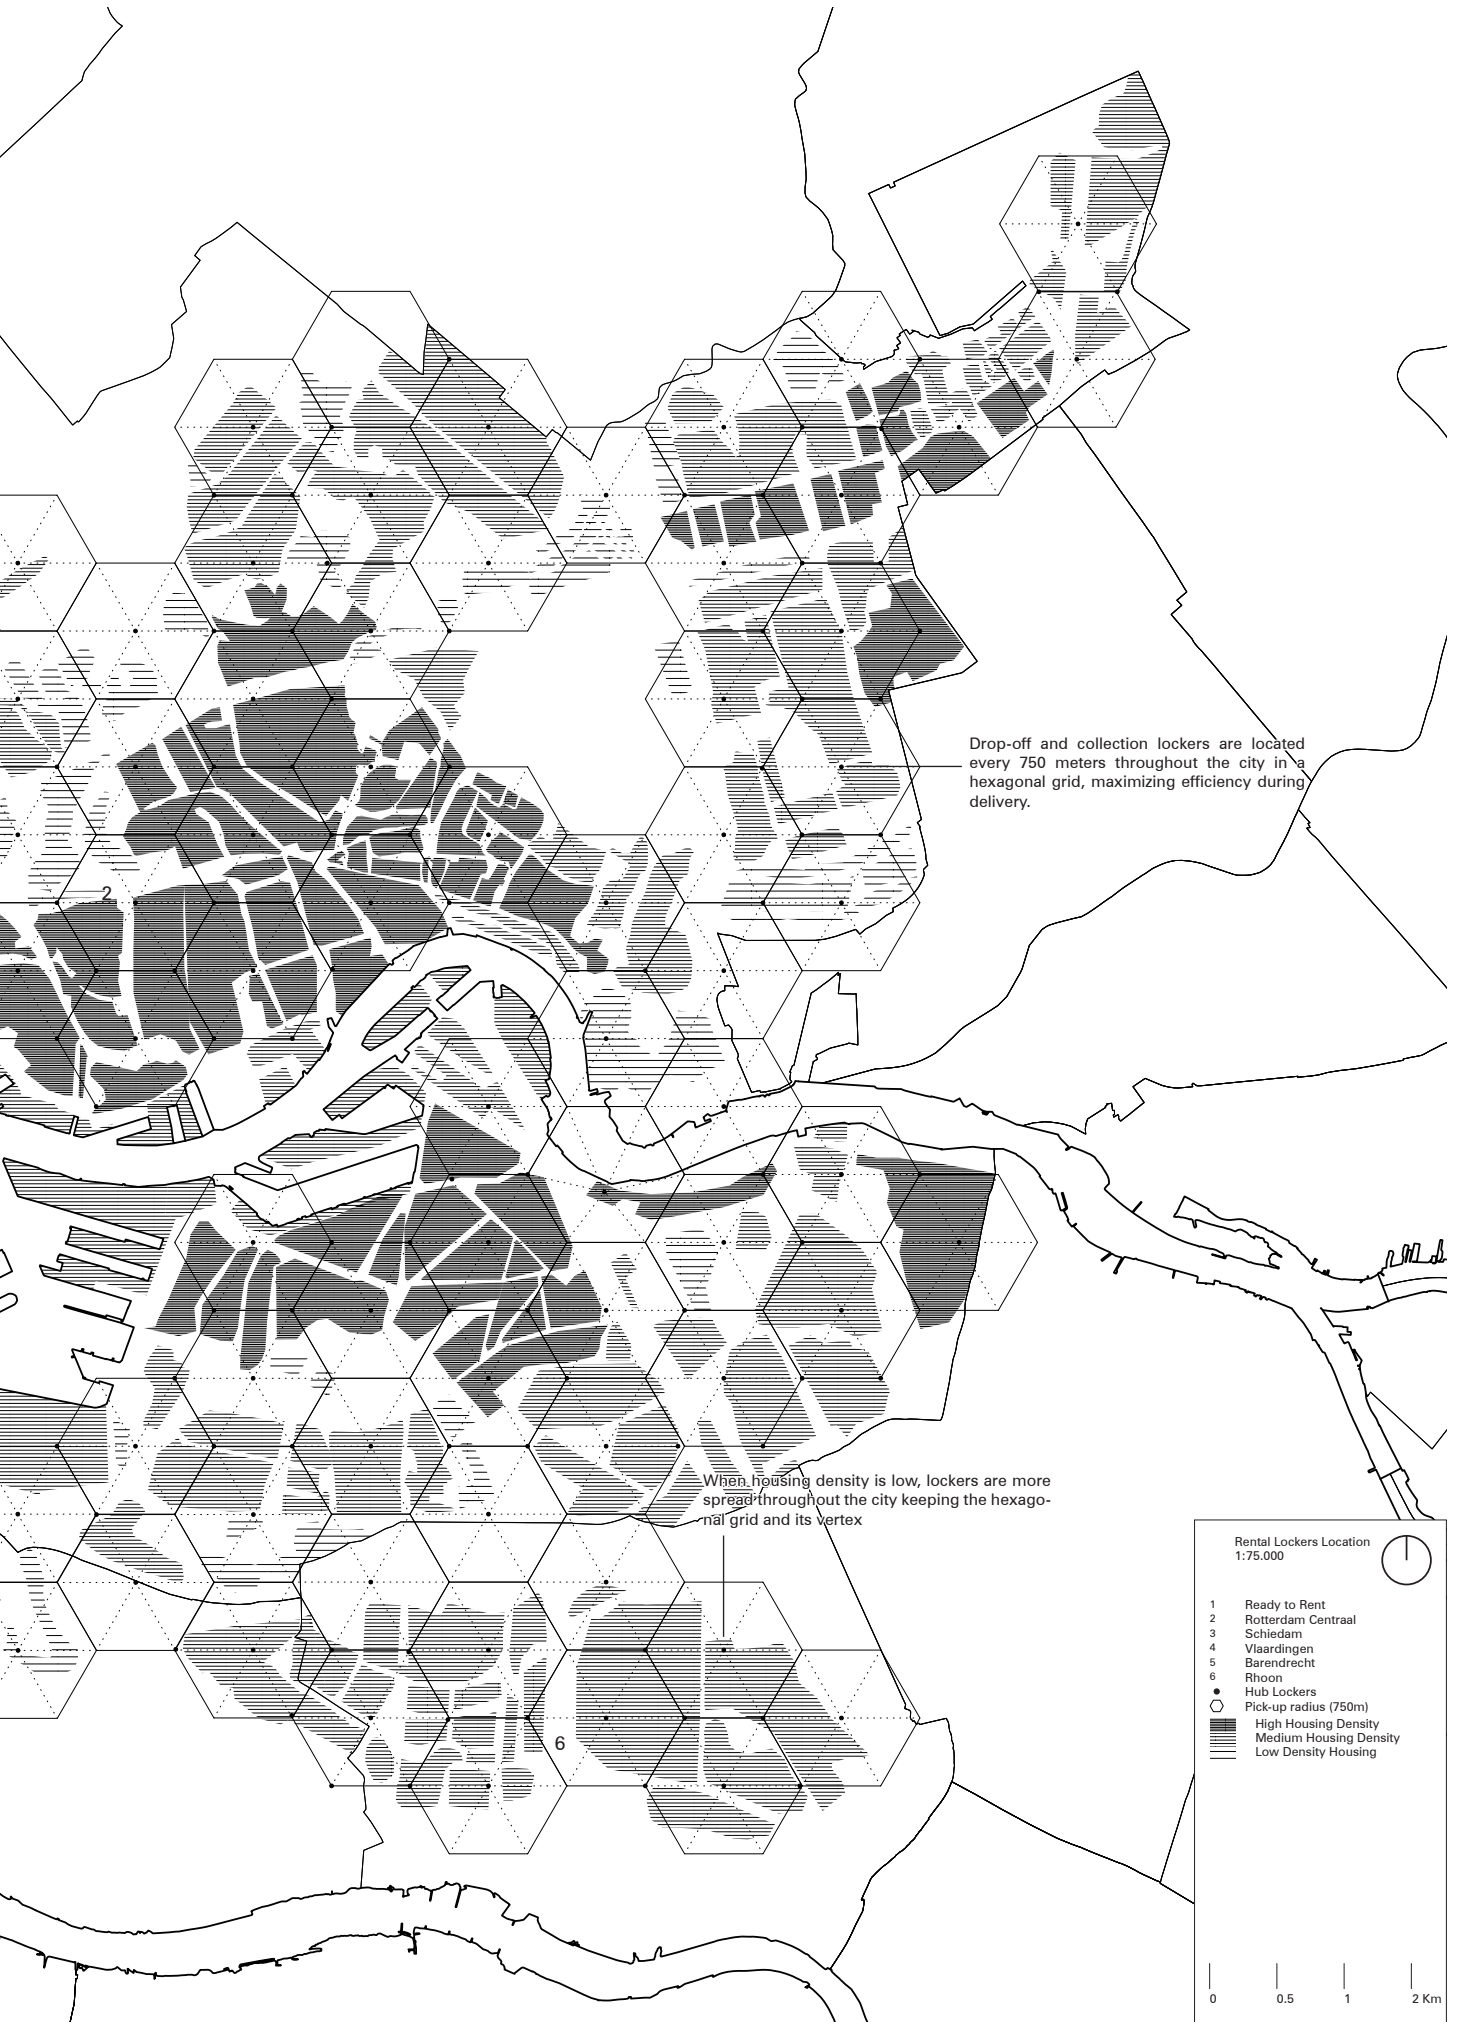 Drop-off and collection lockers are located
every 750 meters throughout the city in a
hexagonal grid, maximizing efficiency during
delivery.
2
When housing density is low, lockers are more
spread throughout the city keeping the hexago-
nal grid and its vertex
6
Rental Lockers Location
1:75.000
1 Ready to Rent
2 Rotterdam Centraal
3 Schiedam
4 Vlaardingen
5 Barendrecht
6 Rhoon
Hub Lockers
Pick-up radius (750m)
High Housing Density
Medium Housing Density
Low Density Housing
0 0.5 1 2 Km